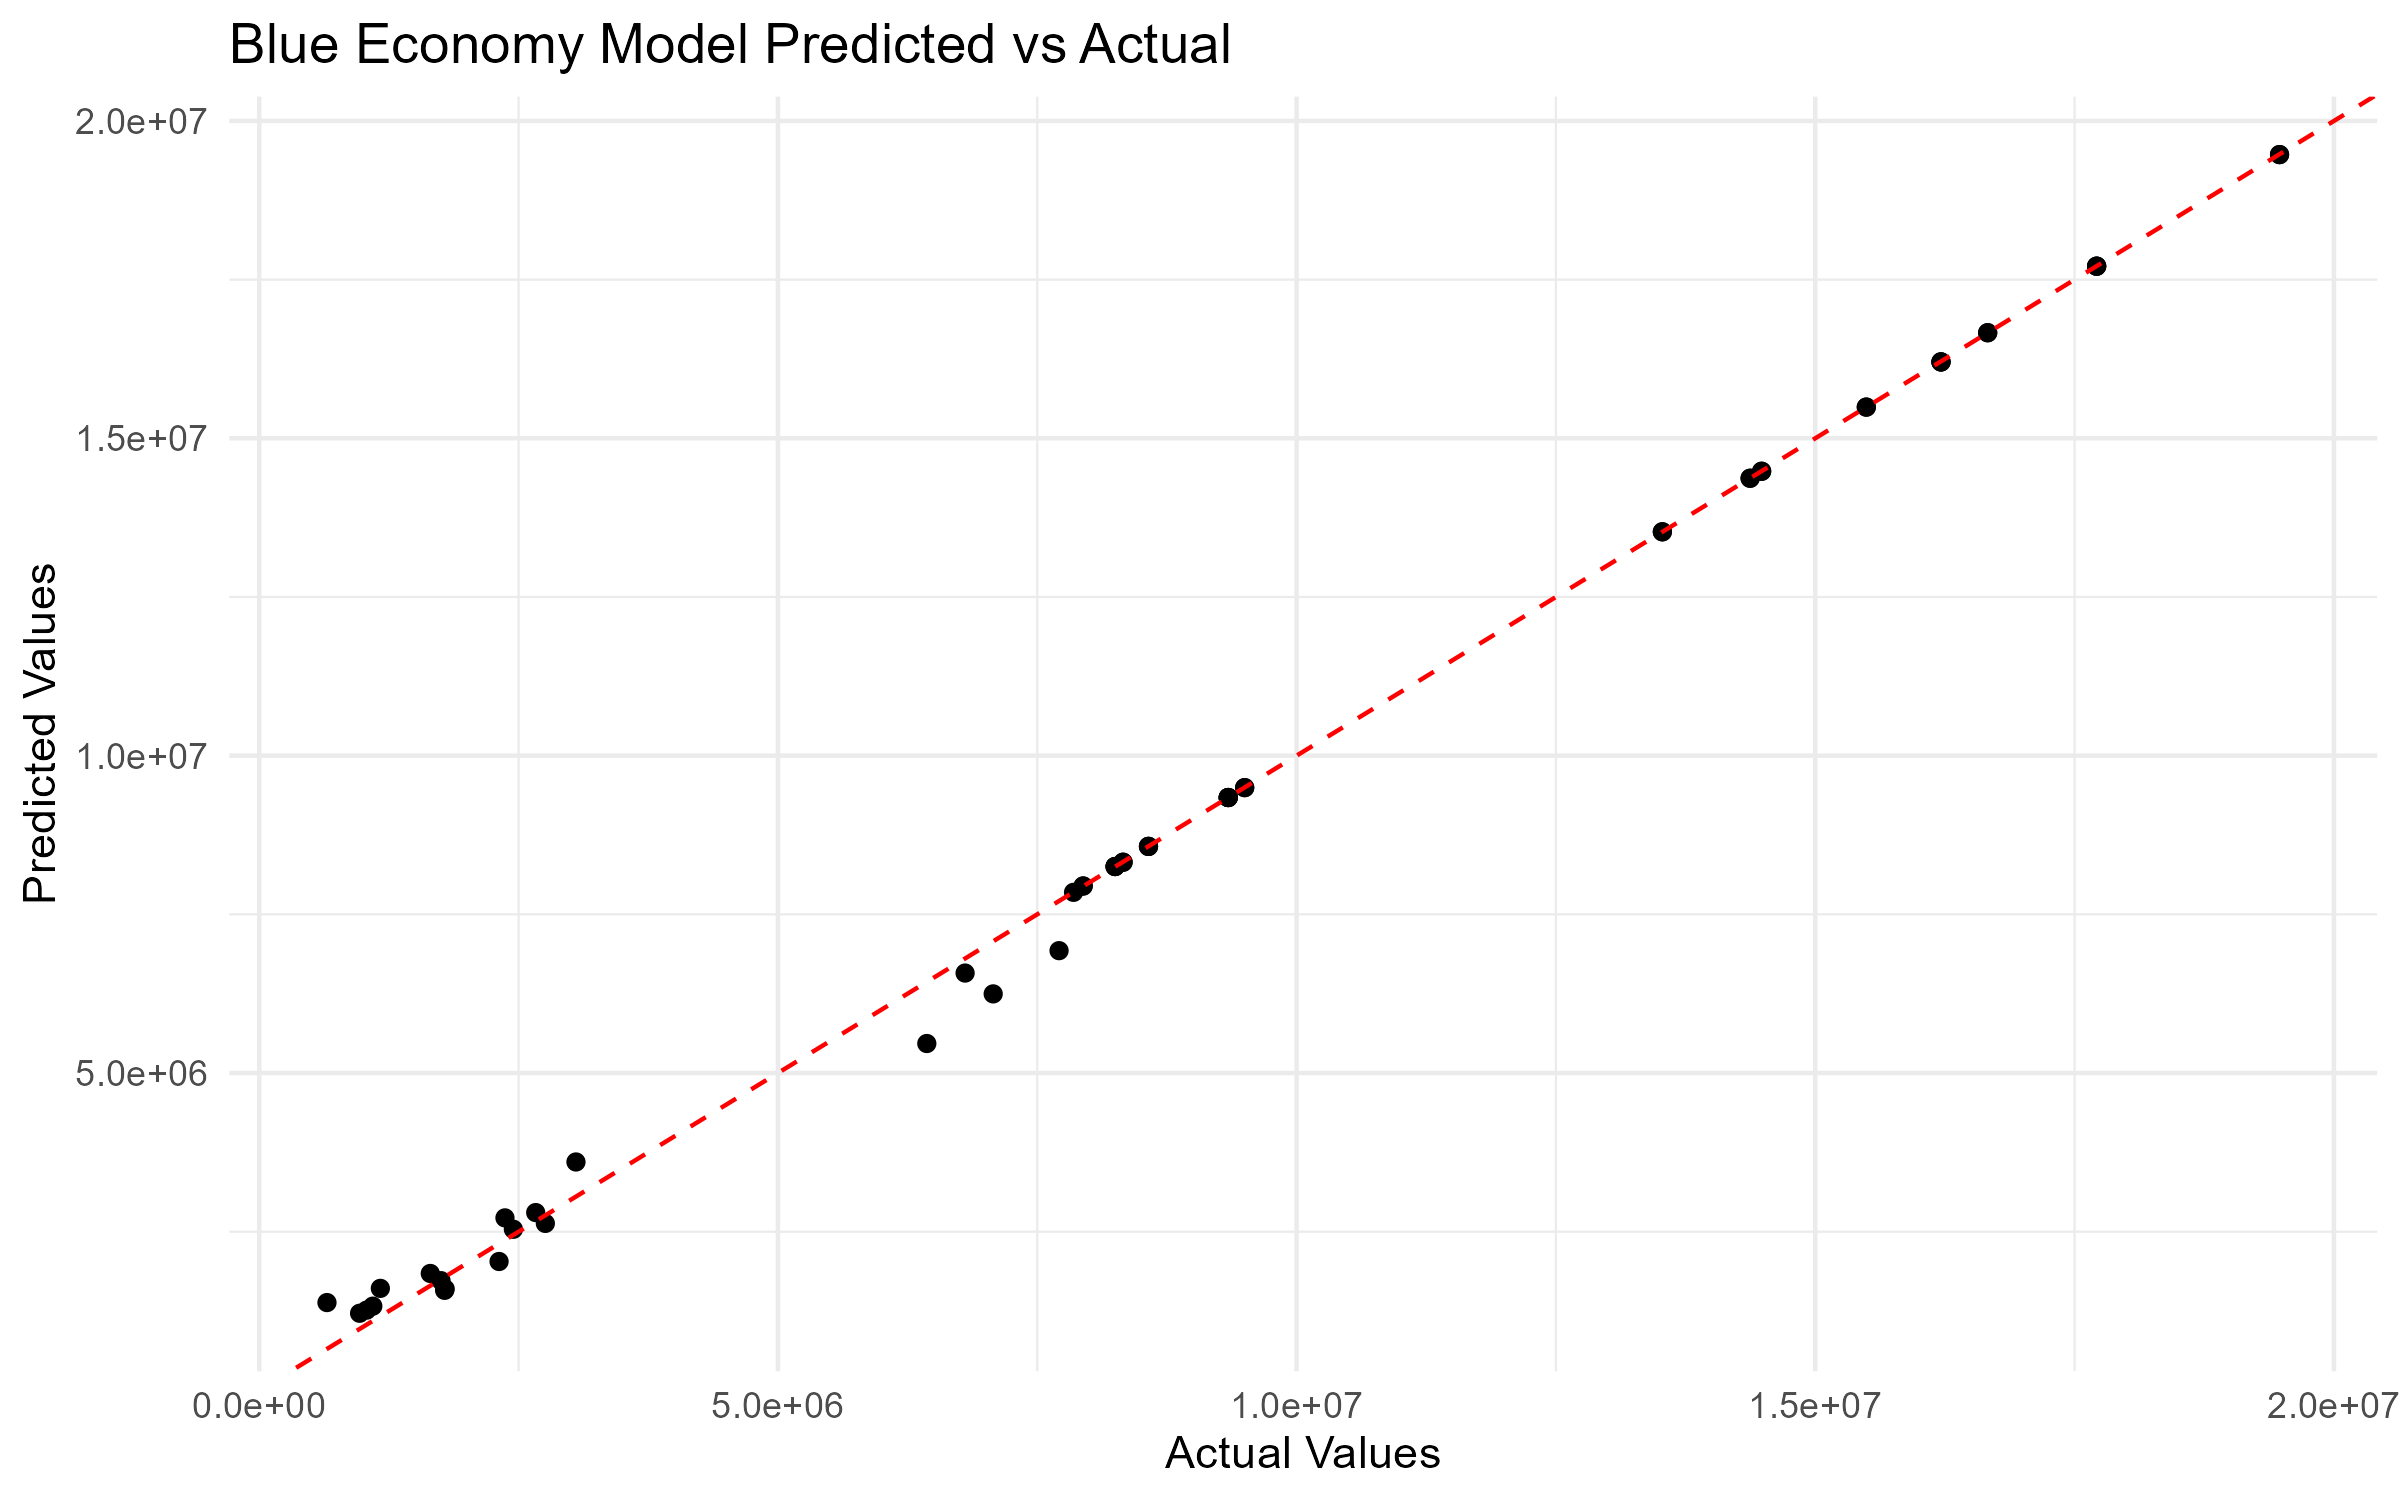 Blue Economy Model Predicted vs Actual
2.0e+07
1.5e+07
1.0e+07
5.0e+06
Predicted Values
0.0e+00 5.0e+06 1.0e+07 1.5e+07 2.0e+07
Actual Values